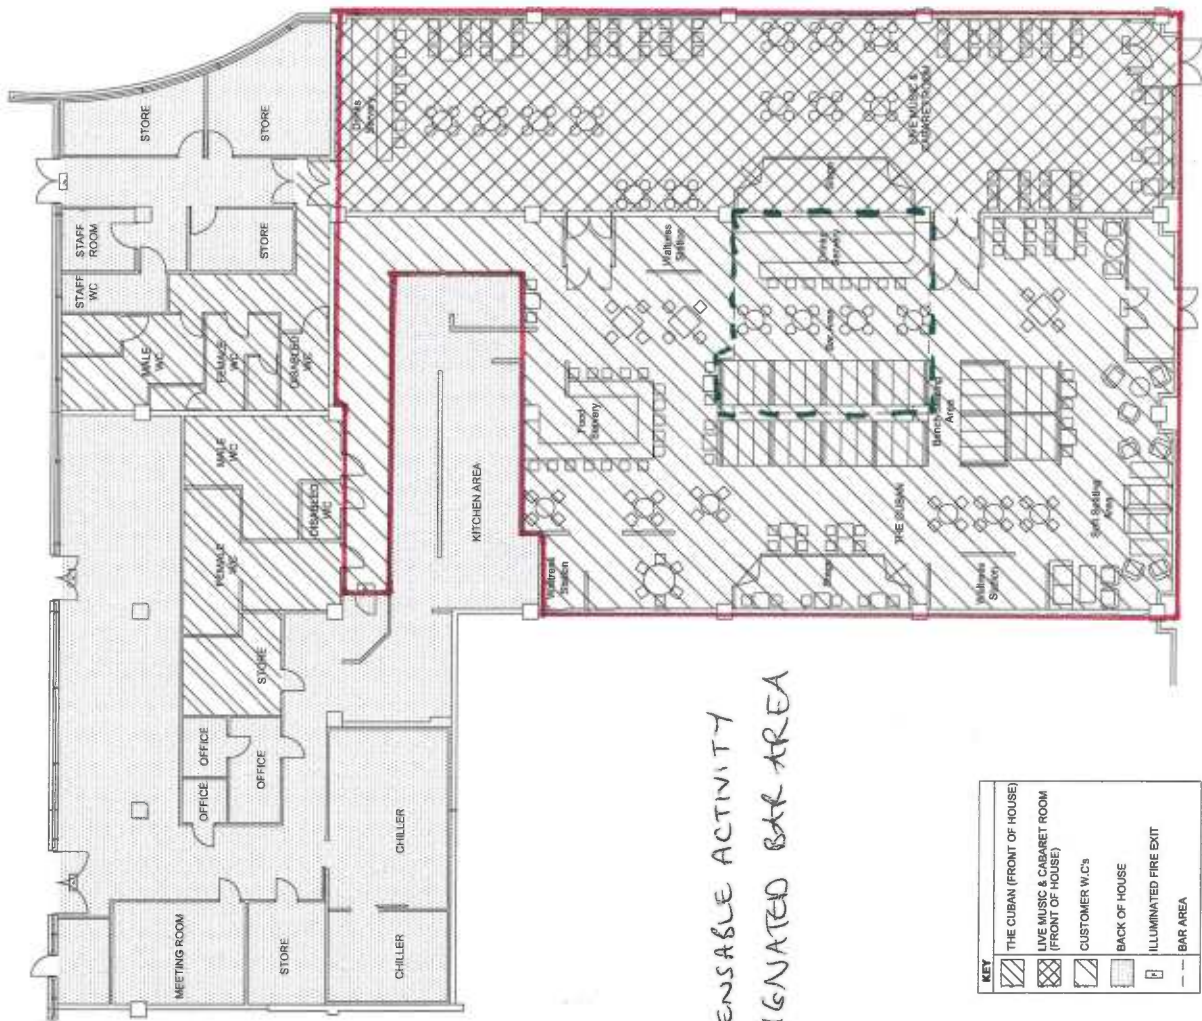 STORE
STORE
STAFF
ROOM
STORE
STAFF
WC
MALE
WC
FEMALE
WC
DISABLED
WC
MALE
WC
DISABLED
WC
FEMALE
WC
STORE
OFFICE
OFFICE
OFFICE
MEETING ROOM
STORE
CHILLER
CHILLER
KITCHEN AREA
Drinks
Servery
LIVE MUSIC &
CABARET ROOM
Stage
Waitress
Station
Drinks
Servery
Bar Area
Food
Servery
Bench Seating
Area
THE CUBAN
Waitress
Station
Stage
Waitress
Station
Soft Seating
Area
ENSABLE ACTIVITY
IGNATED BAR AREA
KEY
THE CUBAN (FRONT OF HOUSE)
LIVE MUSIC & CABARET ROOM
(FRONT OF HOUSE)
CUSTOMER W.C's
BACK OF HOUSE
ILLUMINATED FIRE EXIT
BAR AREA